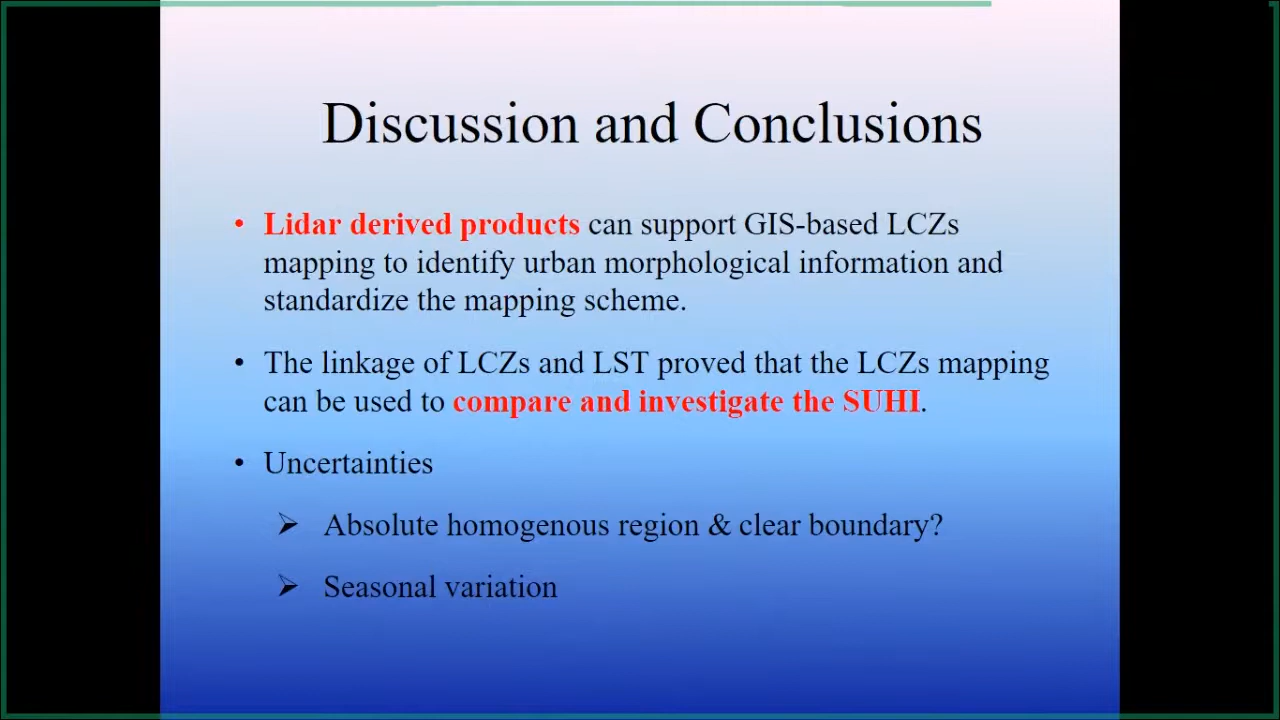 Discussion and Conclusions
• Lidar derived products can support GIS-based LCZs
mapping to identify urban morphological information and
standardize the mapping scheme.
• The linkage of LCZs and LST proved that the LCZs mapping
can be used to compare and investigate the SUHI.
• Uncertainties
➢ Absolute homogenous region & clear boundary?
➢ Seasonal variation